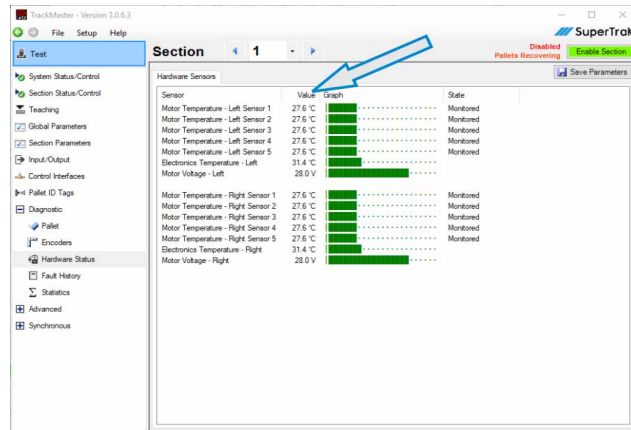 TrackMaster - Version 3.0.6.3
File Setup Help
SuperTrak
Test
Section 1
Disabled
Pallets Recovering
Enable Section
Save Parameters
System Status/Control
Section Status/Control
Teaching
Global Parameters
Section Parameters
Input/Output
Control Interfaces
Pallet ID Tags
Diagnostic
Pallet
Encoders
Hardware Status
Fault History
Statistics
Advanced
Synchronous
Hardware Sensors
Sensor Value Graph State
Motor Temperature - Left Sensor 1 27.6 °C Monitored
Motor Temperature - Left Sensor 2 27.6 °C Monitored
Motor Temperature - Left Sensor 3 27.6 °C Monitored
Motor Temperature - Left Sensor 4 27.6 °C Monitored
Motor Temperature - Left Sensor 5 27.6 °C Monitored
Electronics Temperature - Left 31.4 °C
Motor Voltage - Left 28.0 V
Motor Temperature - Right Sensor 1 27.6 °C Monitored
Motor Temperature - Right Sensor 2 27.6 °C Monitored
Motor Temperature - Right Sensor 3 27.6 °C Monitored
Motor Temperature - Right Sensor 4 27.6 °C Monitored
Motor Temperature - Right Sensor 5 27.6 °C Monitored
Electronics Temperature - Right 31.4 °C
Motor Voltage - Right 28.0 V